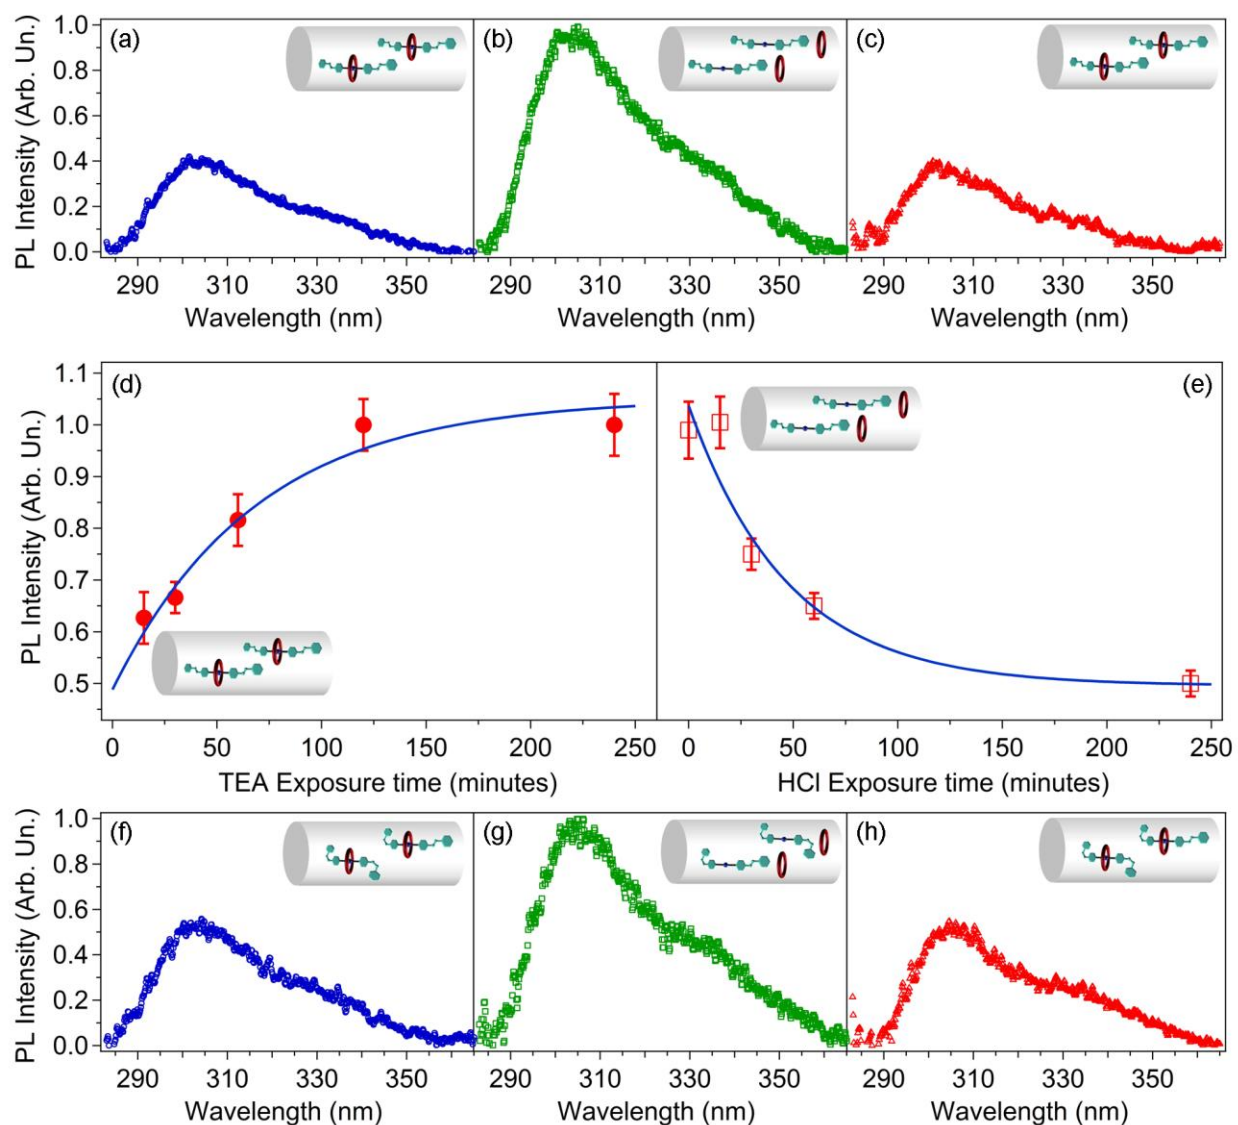 PL Intensity (Arb. Un.)
1.0
0.8
0.6
0.4
0.2
0.0
(a)
(b)
(c)
290 310 330 350 290 310 330 350 290 310 330 350
Wavelength (nm) Wavelength (nm) Wavelength (nm)
PL Intensity (Arb. Un.)
1.1
1.0
0.9
0.8
0.7
0.6
0.5
(d)
(e)
0 50 100 150 200 250 0 50 100 150 200 250
TEA Exposure time (minutes) HCl Exposure time (minutes)
PL Intensity (Arb. Un.)
1.0
0.8
0.6
0.4
0.2
0.0
(f)
(g)
(h)
290 310 330 350 290 310 330 350 290 310 330 350
Wavelength (nm) Wavelength (nm) Wavelength (nm)